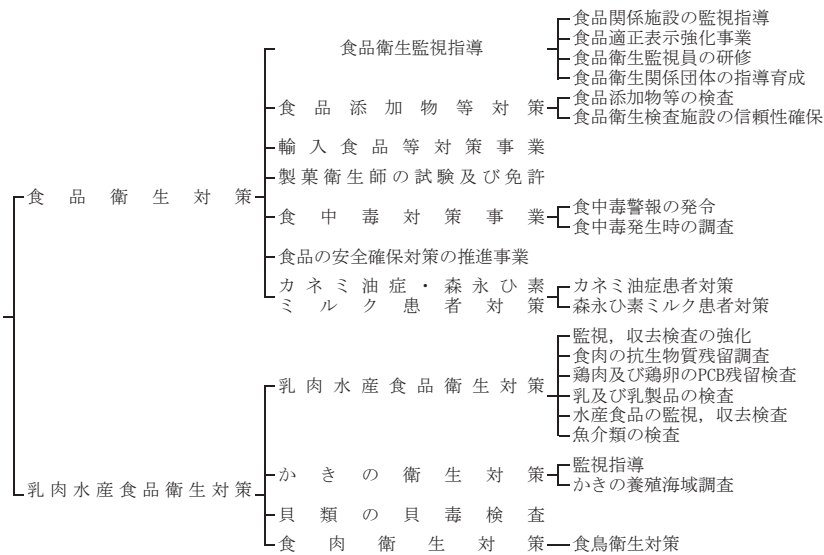 食品衛生対策
食品衛生監視指導
食品関係施設の監視指導
食品適正表示強化事業
食品衛生監視員の研修
食品衛生関係団体の指導育成
食品添加物等対策
食品添加物等の検査
食品衛生検査施設の信頼性確保
輸入食品等対策事業
製菓衛生師の試験及び免許
食中毒対策事業
食中毒警報の発令
食中毒発生時の調査
食品の安全確保対策の推進事業
カネミ油症・森永ひ素
ミルク患者対策
カネミ油症患者対策
森永ひ素ミルク患者対策
乳肉水産食品衛生対策
乳肉水産食品衛生対策
監視，収去検査の強化
食肉の抗生物質残留調査
鶏肉及び鶏卵のPCB残留検査
乳及び乳製品の検査
水産食品の監視，収去検査
魚介類の検査
かきの衛生対策
監視指導
かきの養殖海域調査
貝類の貝毒検査
食肉衛生対策
食鳥衛生対策